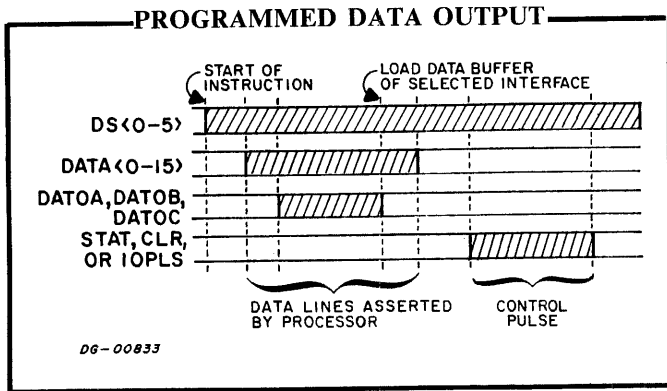 PROGRAMMED DATA OUTPUT
START OF
INSTRUCTION
LOAD DATA BUFFER
OF SELECTED INTERFACE
DS<0-5>
DATA<0-15>
DATOA, DATOB,
DATOC
STAT, CLR,
OR IOPLS
DATA LINES ASSERTED
BY PROCESSOR
CONTROL
PULSE
DG-00833